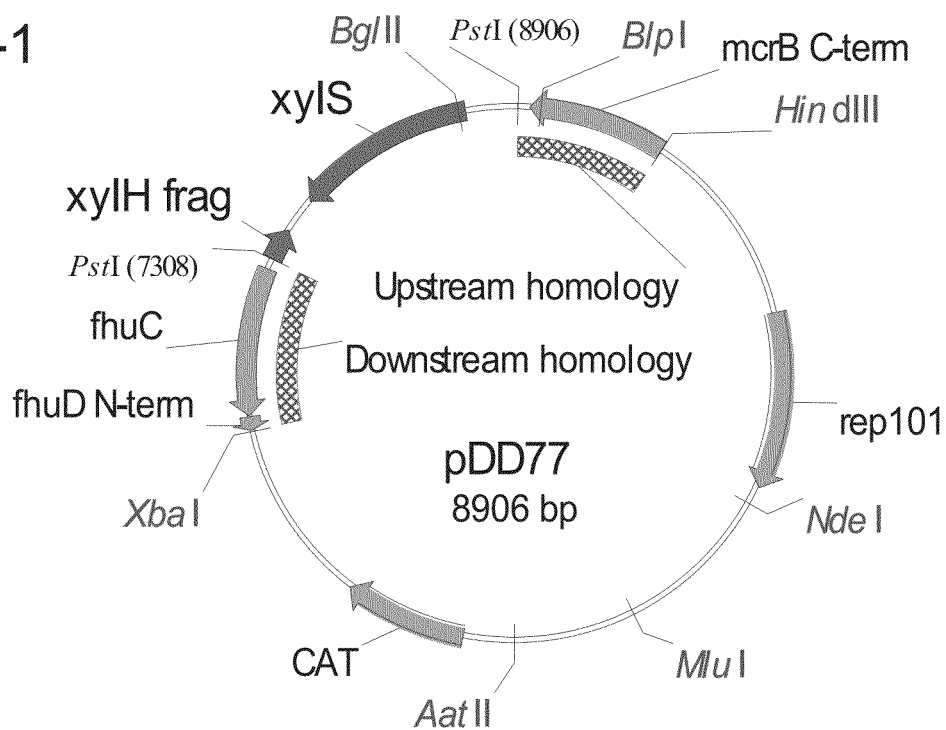 -1
BglII
PstI (8906)
BlpI
mcrB C-term
HindIII
xylS
xylH frag
PstI (7308)
fhuC
fhuD N-term
XbaI
Upstream homology
Downstream homology
pDD77
8906 bp
rep101
NdeI
MluI
AatII
CAT